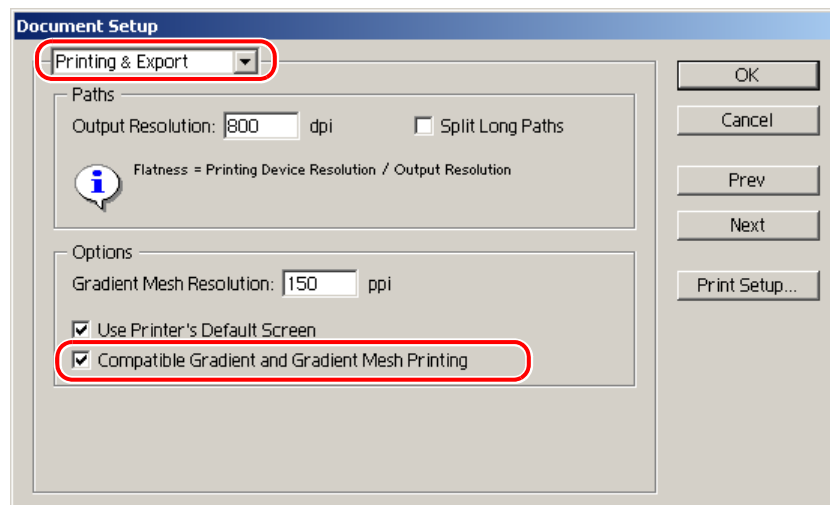 Document Setup
Printing & Export
OK
Paths
Output Resolution: 800 dpi
Split Long Paths
Cancel
Flatness = Printing Device Resolution / Output Resolution
Prev
Next
Options
Gradient Mesh Resolution: 150 ppi
Print Setup...
Use Printer's Default Screen
Compatible Gradient and Gradient Mesh Printing